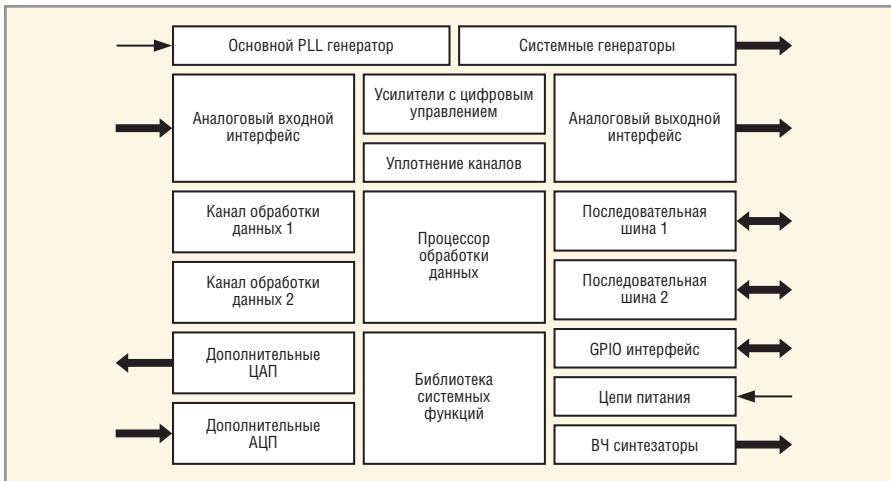 Основной PLL генератор
Системные генераторы
Аналоговый входной
интерфейс
Усилители с цифровым
управлением
Аналоговый выходной
интерфейс
Уплотнение каналов
Канал обработки
данных 1
Процессор
обработки
данных
Последовательная
шина 1
Канал обработки
данных 2
Последовательная
шина 2
Дополнительные
ЦАП
Библиотека
системных
функций
GPIO интерфейс
Цепи питания
Дополнительные
АЦП
ВЧ синтезаторы